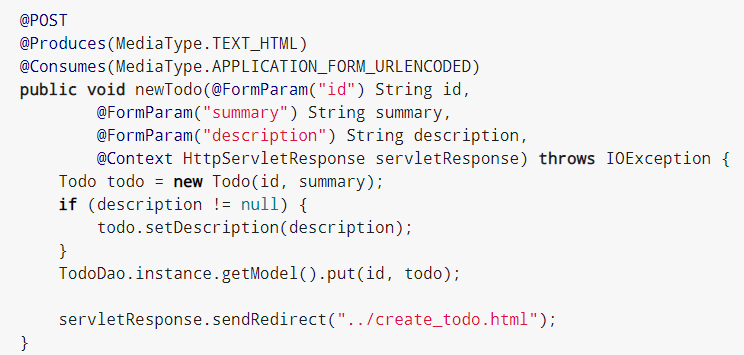 @POST
@Produces(MediaType.TEXT_HTML)
@Consumes(MediaType.APPLICATION_FORM_URLENCODED)
public void newTodo(@FormParam("id") String id,
        @FormParam("summary") String summary,
        @FormParam("description") String description,
        @Context HttpServletResponse servletResponse) throws IOException {
    Todo todo = new Todo(id, summary);
    if (description != null) {
        todo.setDescription(description);
    }
    TodoDao.instance.getModel().put(id, todo);

    servletResponse.sendRedirect("../create_todo.html");
}